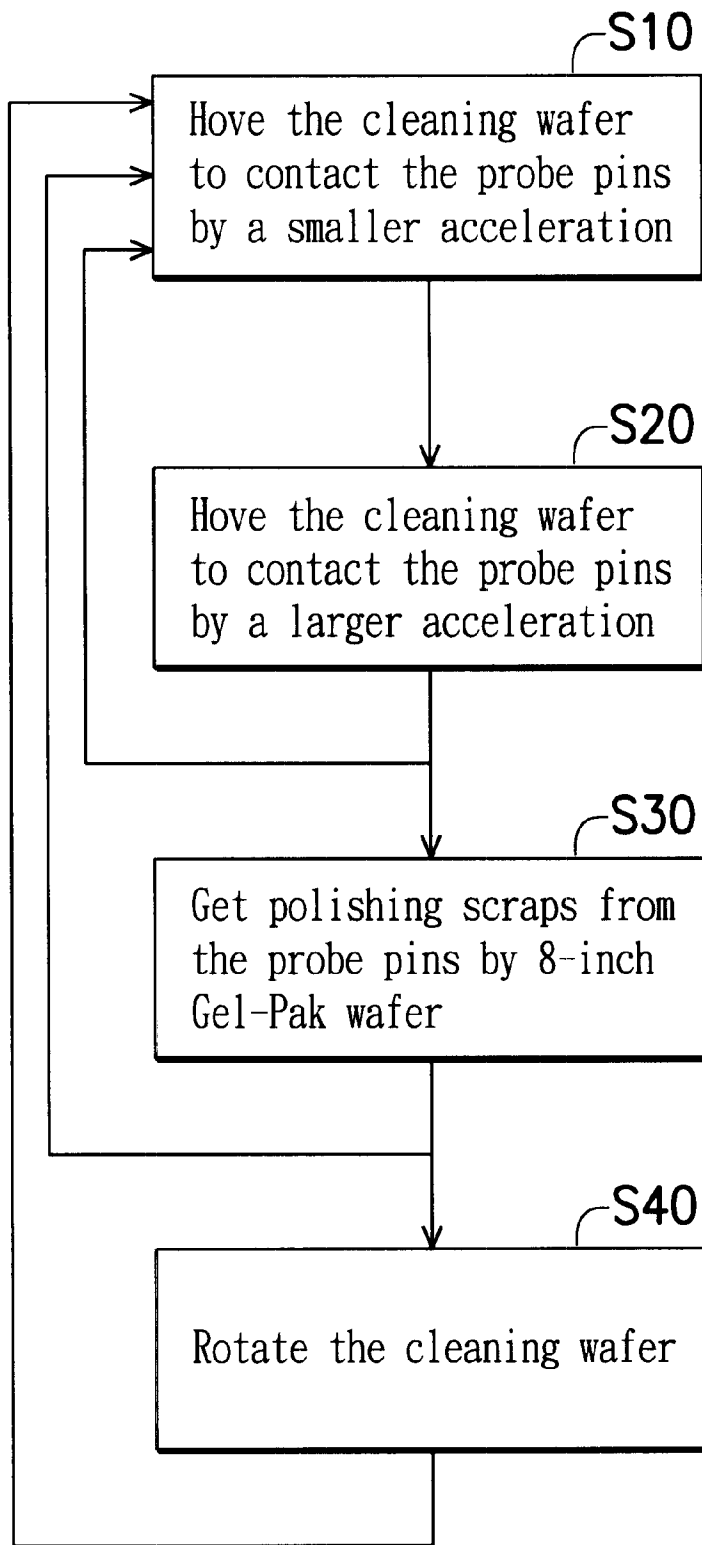 S10
Hove the cleaning wafer
to contact the probe pins
by a smaller acceleration
S20
Hove the cleaning wafer
to contact the probe pins
by a larger acceleration
S30
Get polishing scraps from
the probe pins by 8-inch
Gel-Pak wafer
S40
Rotate the cleaning wafer